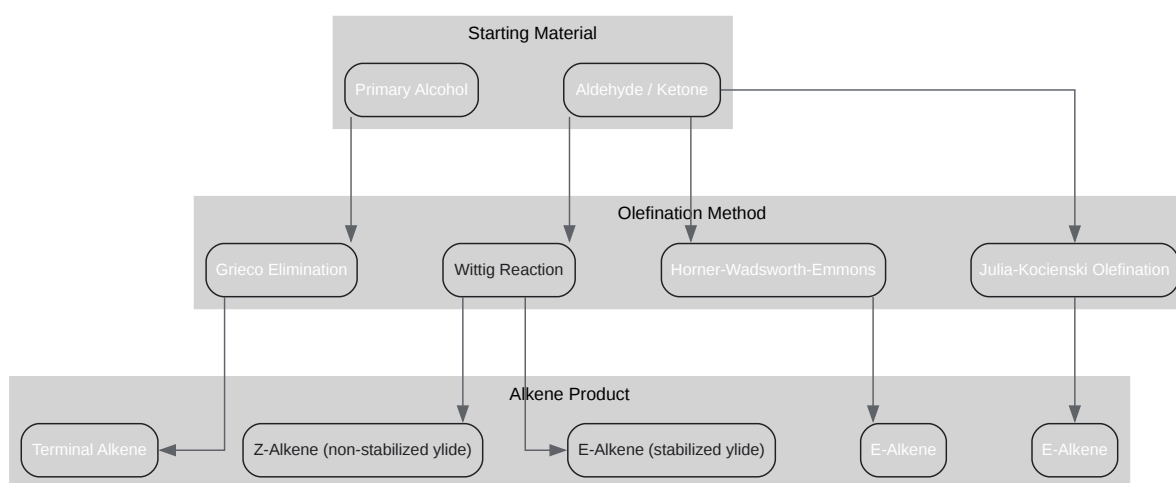 Starting Material
Primary Alcohol
Aldehyde / Ketone
Olefination Method
Grieco Elimination
Wittig Reaction
Horner-Wadsworth-Emmons
Julia-Kocienski Olefination
Alkene Product
Terminal Alkene
Z-Alkene (non-stabilized ylide)
E-Alkene (stabilized ylide)
E-Alkene
E-Alkene